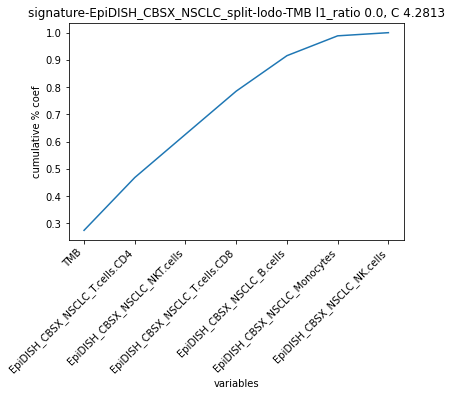 signature-EpiDISH_CBSX_NSCLC_split-lodo-TMB l1_ratio 0.0, C 4.2813
1.0
0.9
0.8
0.7
0.6
0.5
0.4
0.3
cumulative % coef
TMB
EpiDISH_CBSX_NSCLC_T.cells.CD4
EpiDISH_CBSX_NSCLC_NKT.cells
EpiDISH_CBSX_NSCLC_T.cells.CD8
EpiDISH_CBSX_NSCLC_B.cells
EpiDISH_CBSX_NSCLC_Monocytes
EpiDISH_CBSX_NSCLC_NK.cells
variables